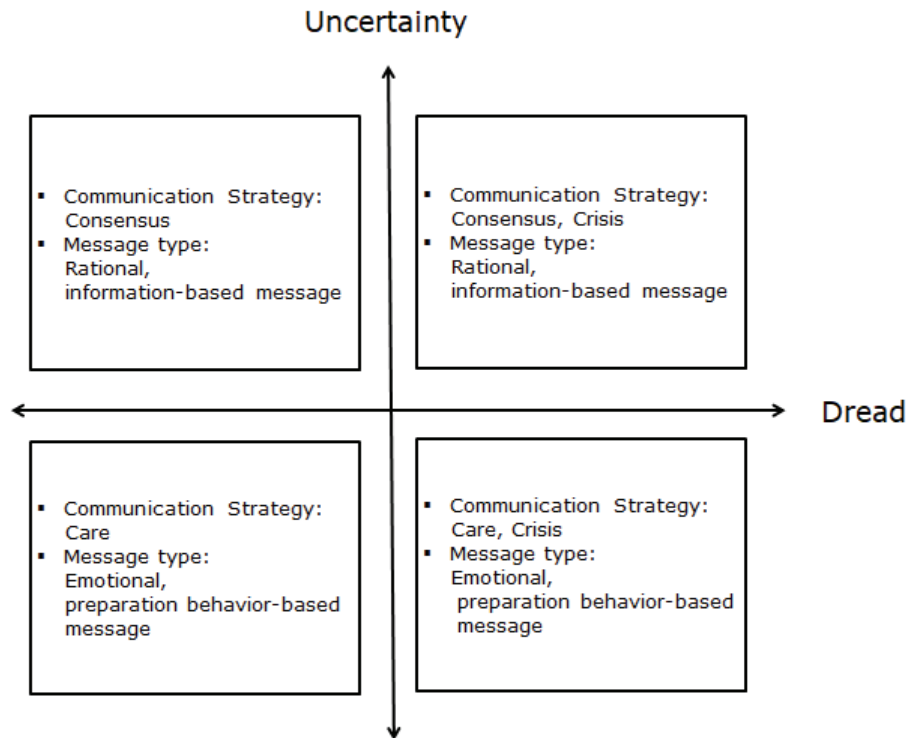 Uncertainty
▪ Communication Strategy:
Consensus
▪ Message type:
Rational,
information-based message
▪ Communication Strategy:
Consensus, Crisis
▪ Message type:
Rational,
information-based message
Dread
▪ Communication Strategy:
Care
▪ Message type:
Emotional,
preparation behavior-based
message
▪ Communication Strategy:
Care, Crisis
▪ Message type:
Emotional,
preparation behavior-based
message